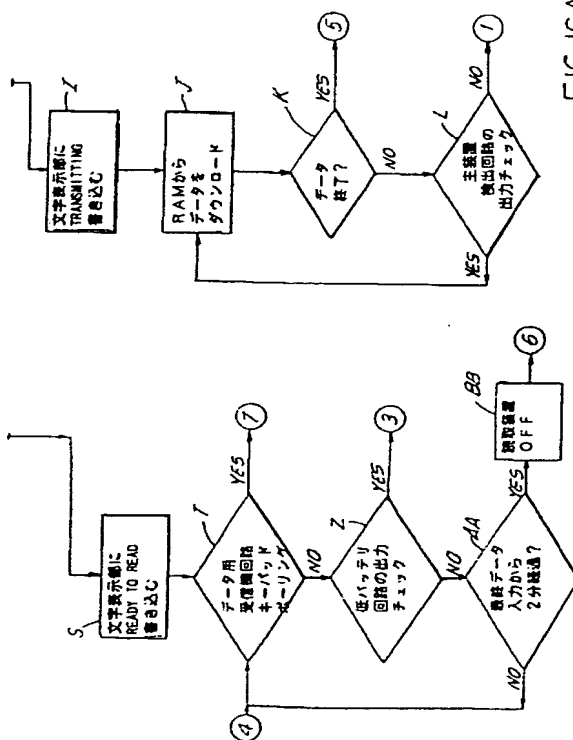 I
文字表示部に
TRANSMITTING
書き込む
J
RAMから
データを
ダウンロード
K
データ
終了?
YES
5
NO
L
主装置
検出回路の
出力チェック
YES
NO
1
S
文字表示部に
READY TO READ
書き込む
4
T
データ用
受信機回路
キーパッド
ポーリング
YES
7
NO
Z
低バッテリ
回路の出力
チェック
YES
3
NO
AA
最終データ
入力から
2分経過?
NO
YES
BB
読取装置
OFF
6